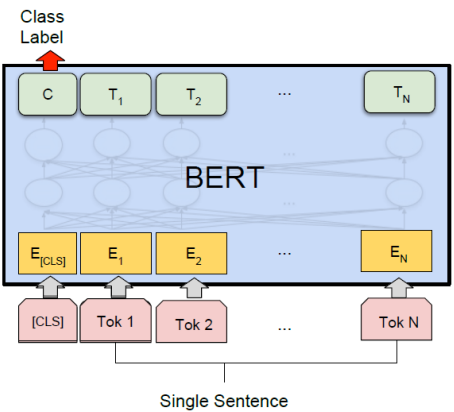 Class
Label
C T1 T2 ... TN
...
BERT
...
E[CLS] E1 E2 ... EN
[CLS] Tok 1 Tok 2 ... Tok N
Single Sentence